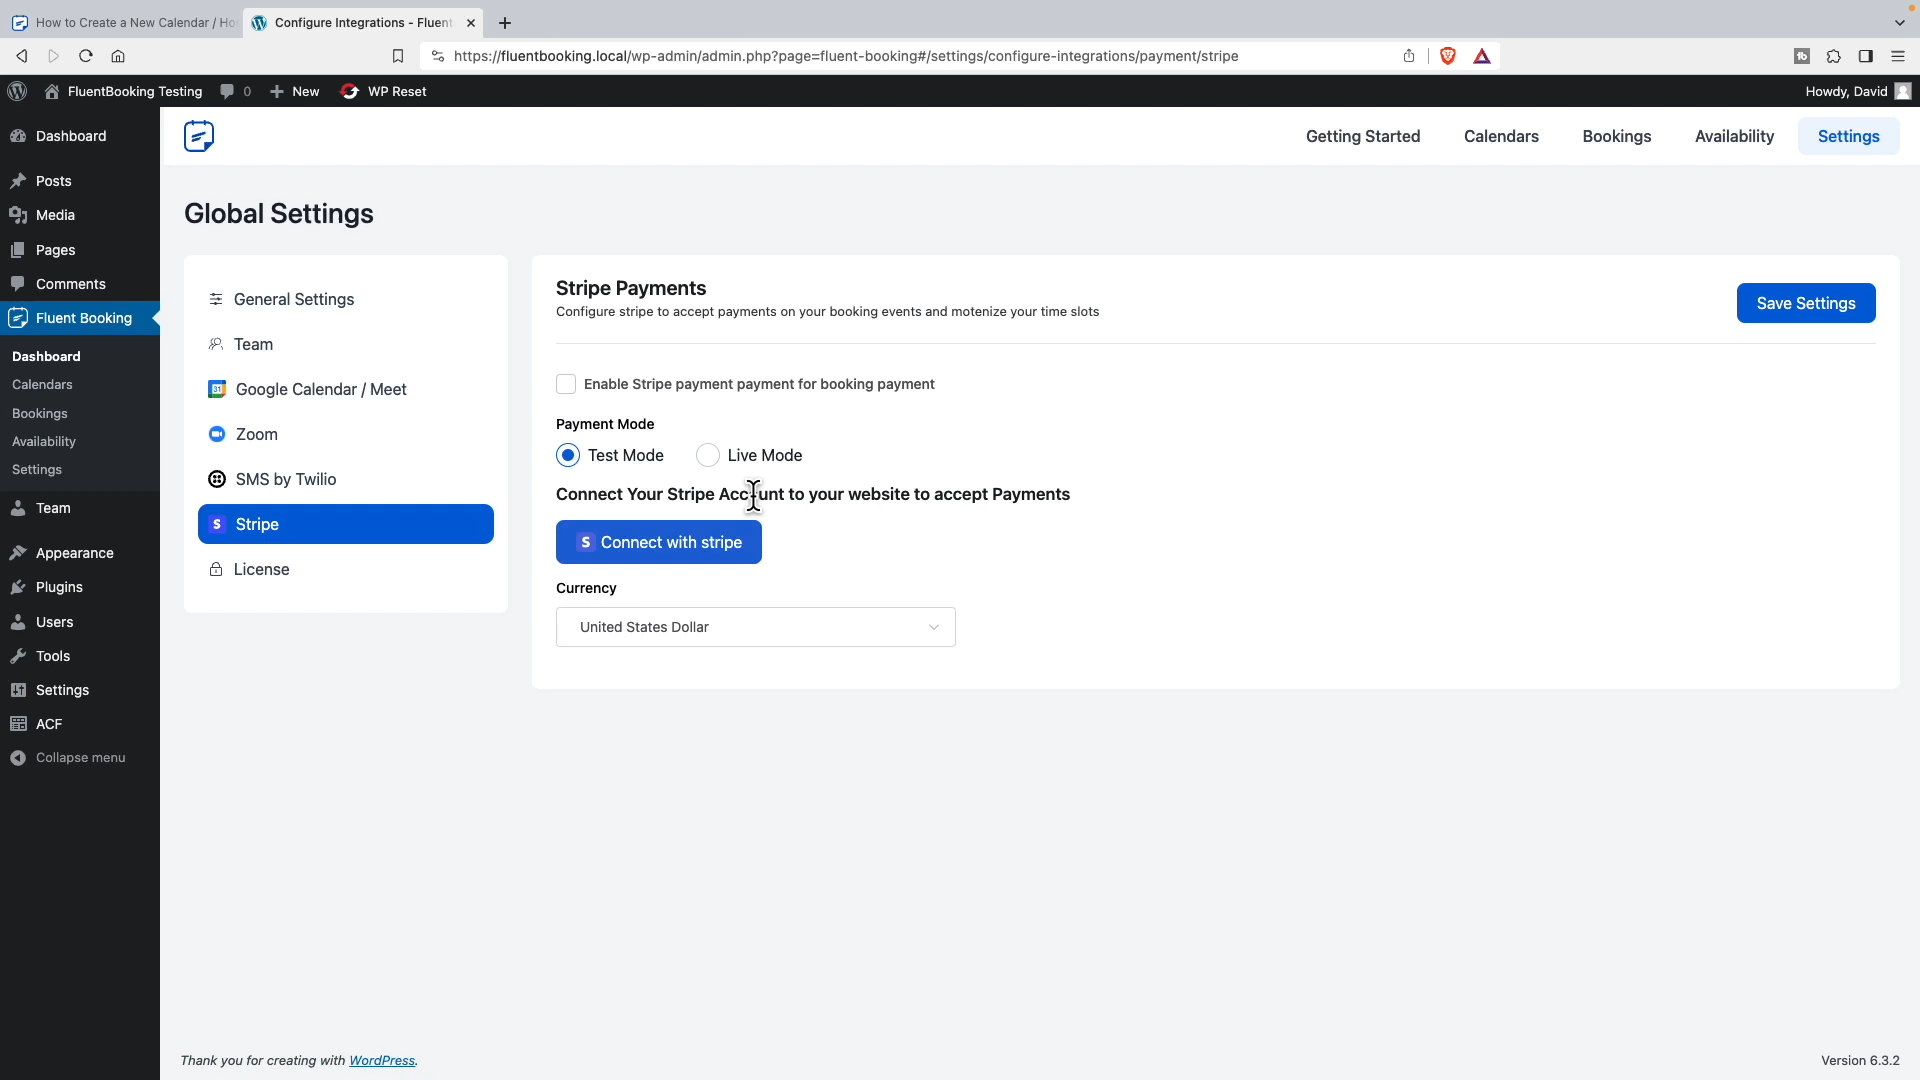 How to Create a New Calendar / Ho
Configure Integrations - Fluent
https://fluentbooking.local/wp-admin/admin.php?page=fluent-booking#/settings/configure-integrations/payment/stripe
FluentBooking Testing
0
New
WP Reset
Howdy, David
Dashboard
Posts
Media
Pages
Comments
Fluent Booking
Dashboard
Calendars
Bookings
Availability
Settings
Team
Appearance
Plugins
Users
Tools
Settings
ACF
Collapse menu
Getting Started
Calendars
Bookings
Availability
Settings
Global Settings
General Settings
Team
31
Google Calendar / Meet
Zoom
SMS by Twilio
S
Stripe
License
Stripe Payments
Configure stripe to accept payments on your booking events and motenize your time slots
Save Settings
Enable Stripe payment payment for booking payment
Payment Mode
Test Mode
Live Mode
Connect Your Stripe Account to your website to accept Payments
S Connect with stripe
Currency
United States Dollar
Thank you for creating with WordPress.
Version 6.3.2